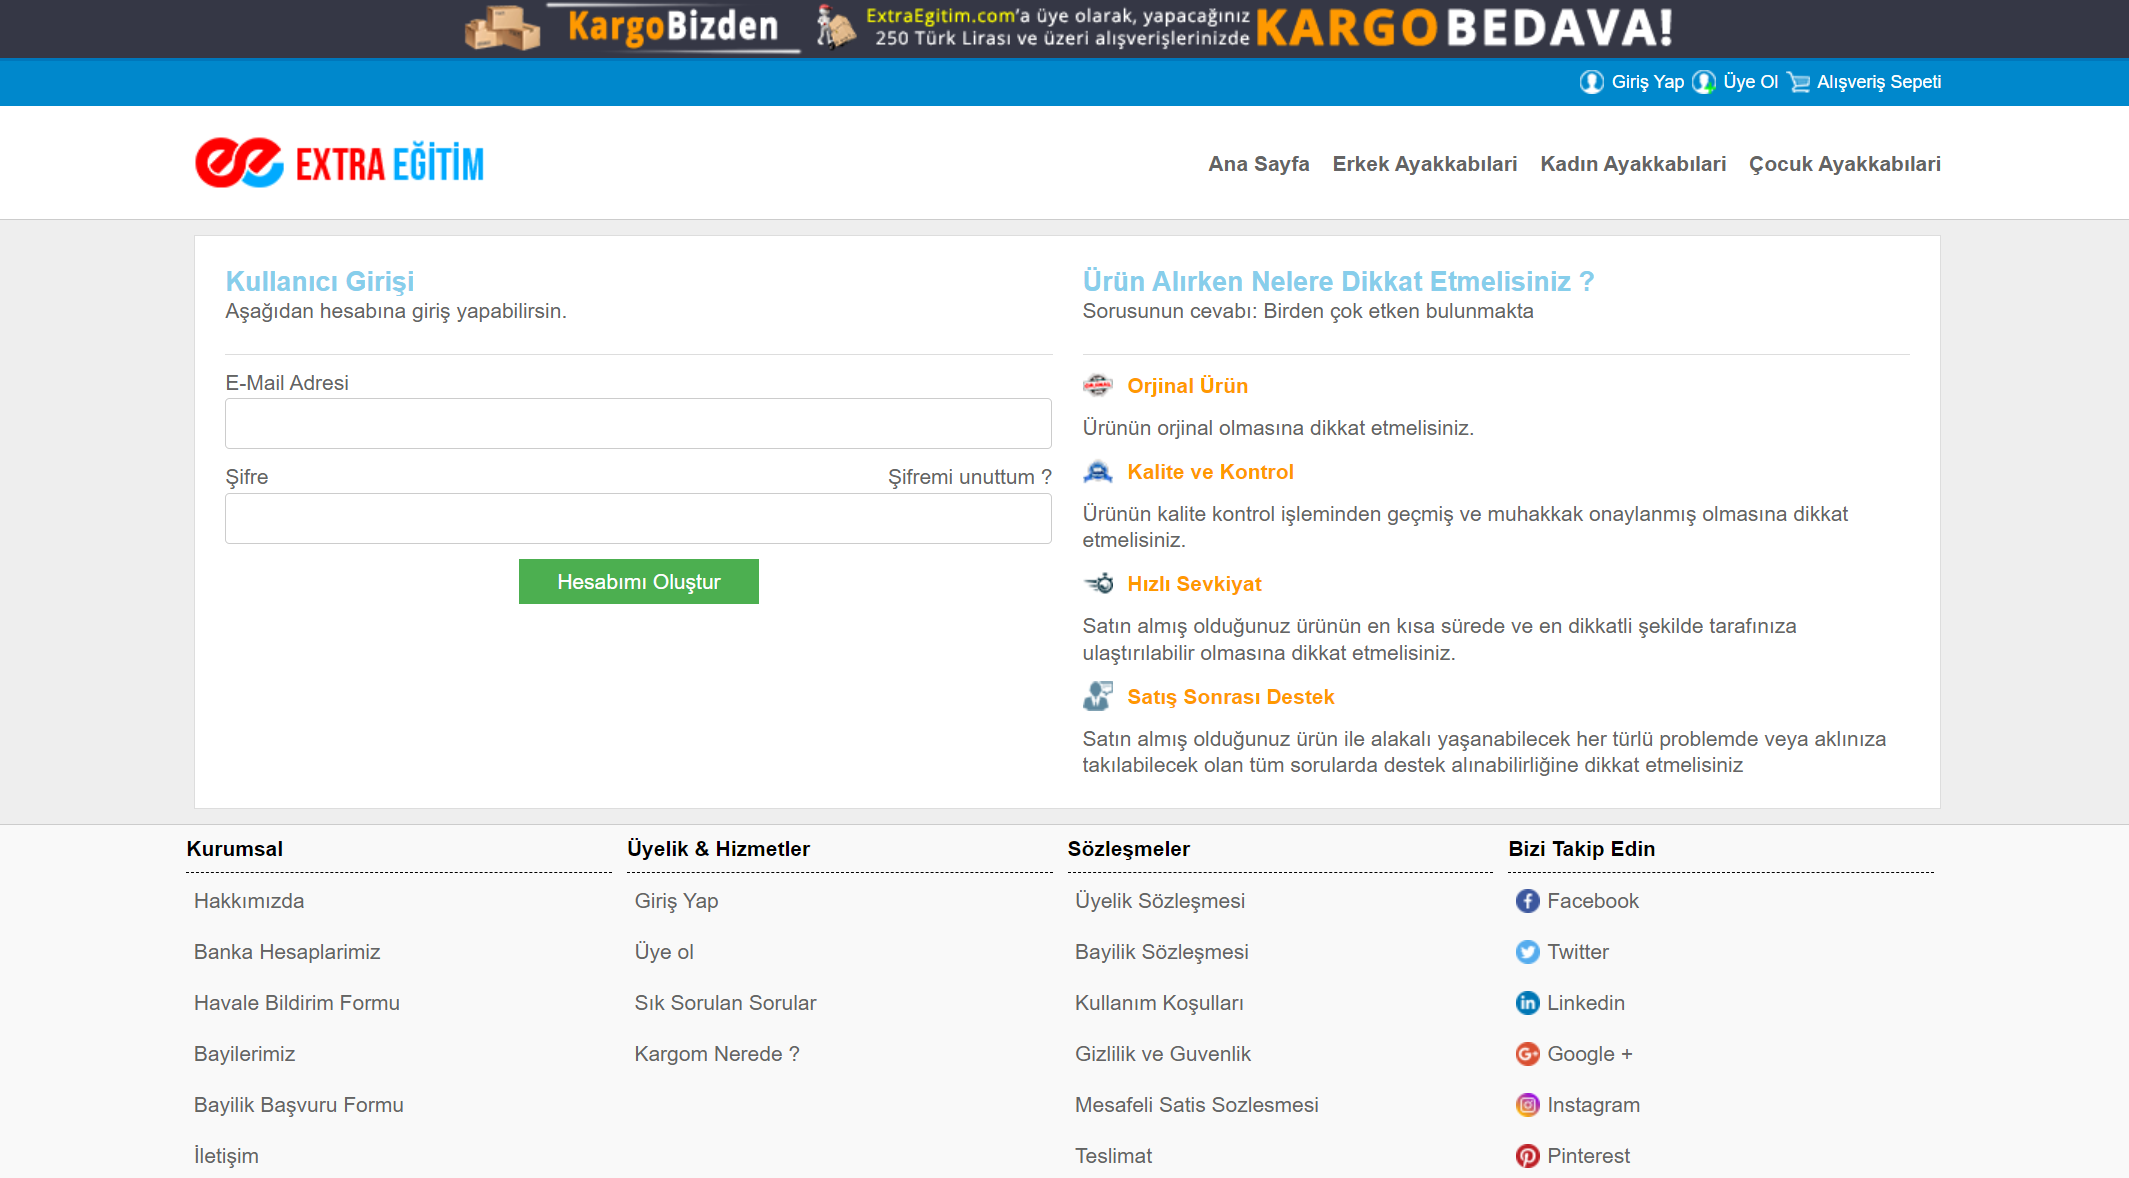 KargoBizden
ExtraEgitim.com'a üye olarak, yapacağınız
250 Türk Lirası ve üzeri alışverişlerinizde
KARGO BEDAVA!
Giriş Yap Üye Ol Alışveriş Sepeti
EXTRA EĞİTİM
Ana Sayfa Erkek Ayakkabılari Kadın Ayakkabılari Çocuk Ayakkabılari
Kullanıcı Girişi
Aşağıdan hesabına giriş yapabilirsin.
E-Mail Adresi
Şifre Şifremi unuttum ?
Hesabımı Oluştur
Ürün Alırken Nelere Dikkat Etmelisiniz ?
Sorusunun cevabı: Birden çok etken bulunmakta
ORJINAL
Orjinal Ürün
Ürünün orjinal olmasına dikkat etmelisiniz.
Kalite ve Kontrol
Ürünün kalite kontrol işleminden geçmiş ve muhakkak onaylanmış olmasına dikkat
etmelisiniz.
Hızlı Sevkiyat
Satın almış olduğunuz ürünün en kısa sürede ve en dikkatli şekilde tarafınıza
ulaştırılabilir olmasına dikkat etmelisiniz.
Satış Sonrası Destek
Satın almış olduğunuz ürün ile alakalı yaşanabilecek her türlü problemde veya aklınıza
takılabilecek olan tüm sorularda destek alınabilirliğine dikkat etmelisiniz
Kurumsal
Hakkımızda
Banka Hesaplarimiz
Havale Bildirim Formu
Bayilerimiz
Bayilik Başvuru Formu
İletişim
Üyelik & Hizmetler
Giriş Yap
Üye ol
Sık Sorulan Sorular
Kargom Nerede ?
Sözleşmeler
Üyelik Sözleşmesi
Bayilik Sözleşmesi
Kullanım Koşulları
Gizlilik ve Guvenlik
Mesafeli Satis Sozlesmesi
Teslimat
Bizi Takip Edin
Facebook
Twitter
Linkedin
Google +
Instagram
Pinterest